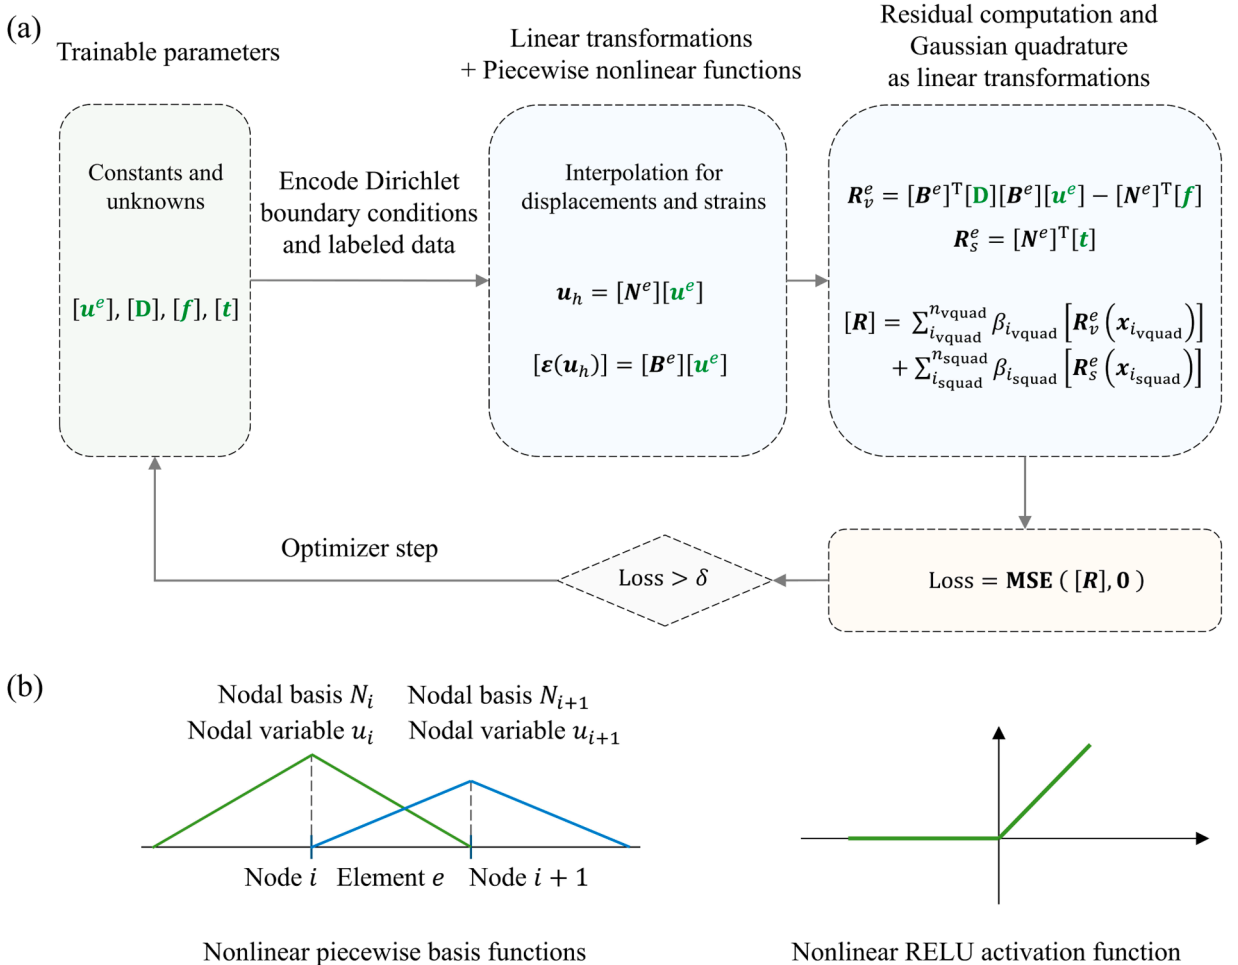 (a)
Trainable parameters
Linear transformations
+ Piecewise nonlinear functions
Residual computation and
Gaussian quadrature
as linear transformations
Constants and
unknowns
[u^e], [D], [f], [t]
Encode Dirichlet
boundary conditions
and labeled data
Interpolation for
displacements and strains
u_h = [N^e][u^e]
[ε(u_h)] = [B^e][u^e]
R_v^e = [B^e]^T[D][B^e][u^e] − [N^e]^T[f]
R_s^e = [N^e]^T[t]
[R] = ∑_{i_vquad}^{n_vquad} β_{i_vquad} [R_v^e (x_{i_vquad})]
+ ∑_{i_squad}^{n_squad} β_{i_squad} [R_s^e (x_{i_squad})]
Optimizer step
Loss > δ
Loss = MSE ( [R], 0 )
(b)
Nodal basis N_i
Nodal variable u_i
Nodal basis N_{i+1}
Nodal variable u_{i+1}
Node i
Element e
Node i + 1
Nonlinear piecewise basis functions
Nonlinear RELU activation function